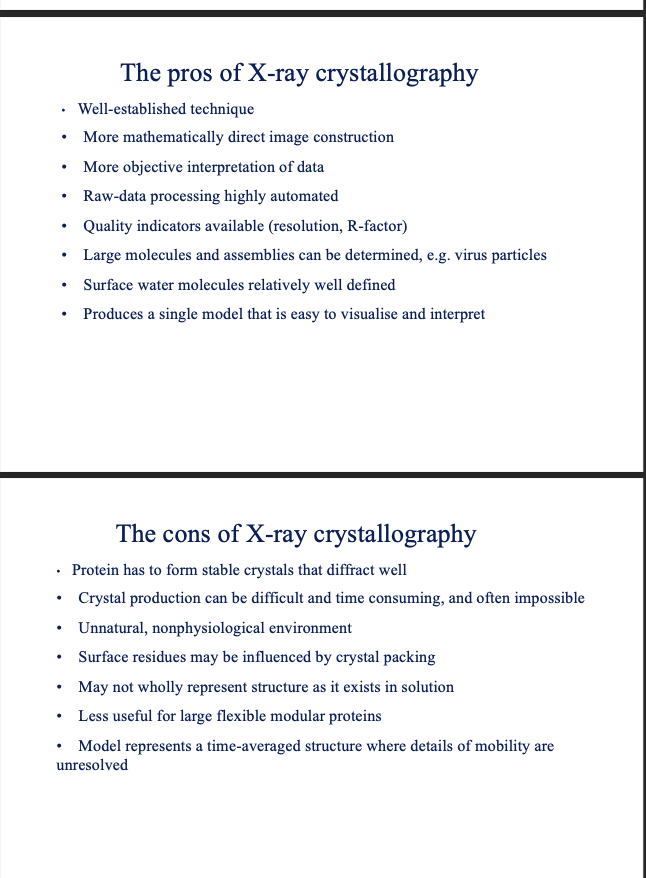 The pros of X-ray crystallography
• Well-established technique
• More mathematically direct image construction
• More objective interpretation of data
• Raw-data processing highly automated
• Quality indicators available (resolution, R-factor)
• Large molecules and assemblies can be determined, e.g. virus particles
• Surface water molecules relatively well defined
• Produces a single model that is easy to visualise and interpret
The cons of X-ray crystallography
• Protein has to form stable crystals that diffract well
• Crystal production can be difficult and time consuming, and often impossible
• Unnatural, nonphysiological environment
• Surface residues may be influenced by crystal packing
• May not wholly represent structure as it exists in solution
• Less useful for large flexible modular proteins
• Model represents a time-averaged structure where details of mobility are
unresolved